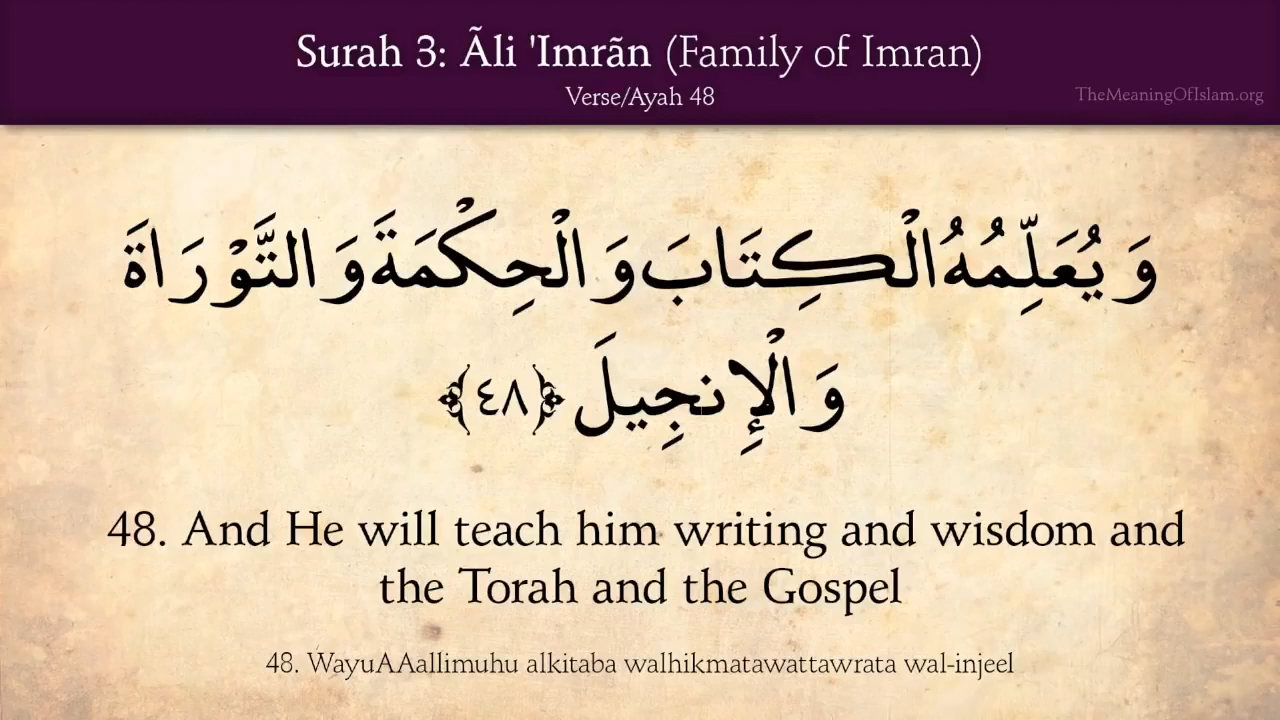 Surah 3: Ãli 'Imrãn (Family of Imran)
Verse/Ayah 48
TheMeaningOfIslam.org
وَيُعَلِّمُهُ الْكِتَابَ وَالْحِكْمَةَ وَالتَّوْرَاةَ
وَالْإِنجِيلَ ﴿٤٨﴾
48. And He will teach him writing and wisdom and
the Torah and the Gospel
48. WayuAAallimuhu alkitaba walhikmatawattawrata wal-injeel